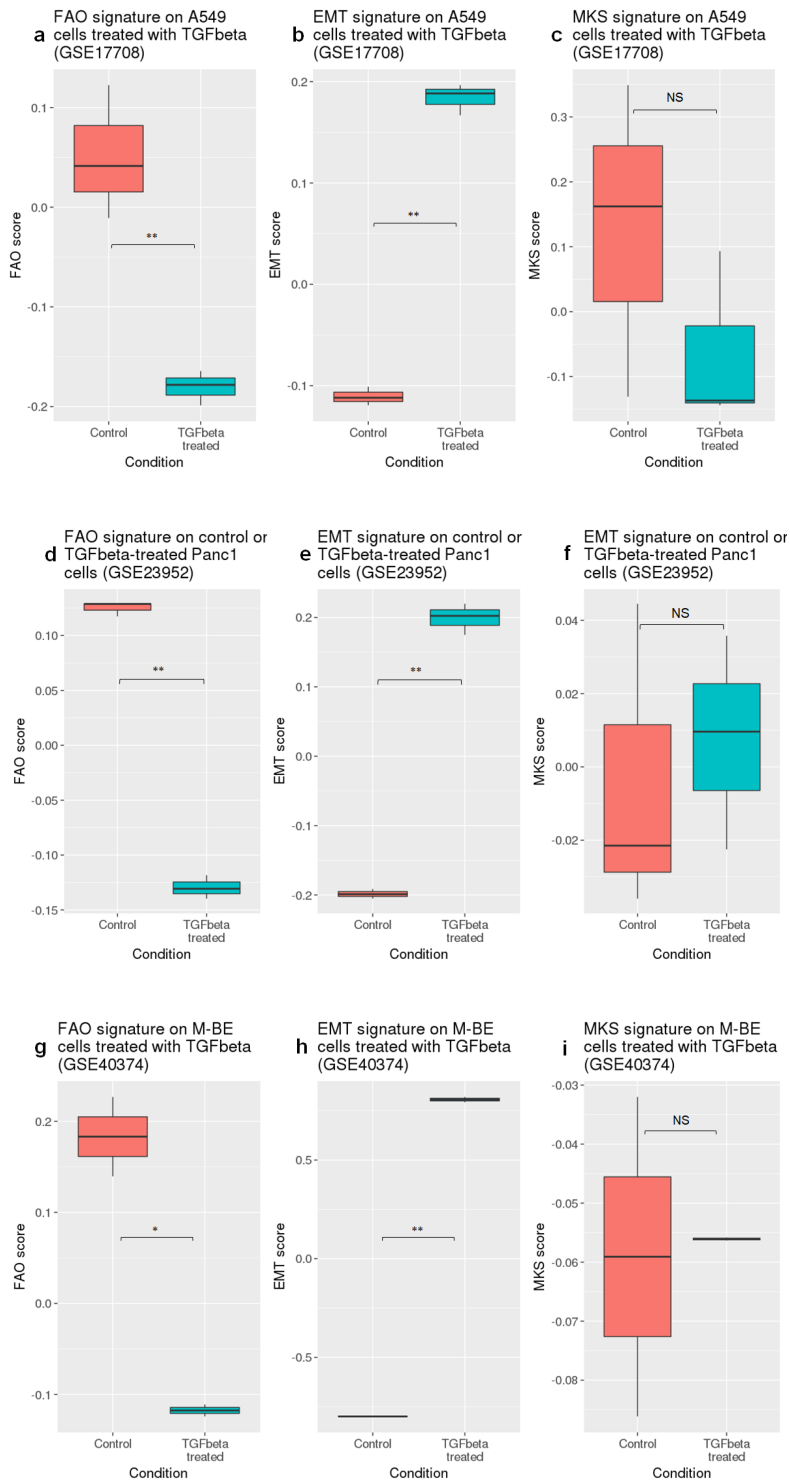 a
FAO signature on A549
cells treated with TGFbeta
(GSE17708)
FAO score
0.1
0.0
-0.1
-0.2
**
Control
TGFbeta
treated
Condition
b
EMT signature on A549
cells treated with TGFbeta
(GSE17708)
EMT score
0.2
0.1
0.0
-0.1
**
Control
TGFbeta
treated
Condition
c
MKS signature on A549
cells treated with TGFbeta
(GSE17708)
MKS score
0.3
0.2
0.1
0.0
-0.1
NS
Control
TGFbeta
treated
Condition
d
FAO signature on control or
TGFbeta-treated Panc1
cells (GSE23952)
FAO score
0.10
0.05
0.00
-0.05
-0.10
-0.15
**
Control
TGFbeta
treated
Condition
e
EMT signature on control or
TGFbeta-treated Panc1
cells (GSE23952)
EMT score
0.2
0.1
0.0
-0.1
-0.2
**
Control
TGFbeta
treated
Condition
f
EMT signature on control or
TGFbeta-treated Panc1
cells (GSE23952)
MKS score
0.04
0.02
0.00
-0.02
NS
Control
TGFbeta
treated
Condition
g
FAO signature on M-BE
cells treated with TGFbeta
(GSE40374)
FAO score
0.2
0.1
0.0
-0.1
*
Control
TGFbeta
treated
Condition
h
EMT signature on M-BE
cells treated with TGFbeta
(GSE40374)
EMT score
0.5
0.0
-0.5
**
Control
TGFbeta
treated
Condition
i
MKS signature on M-BE
cells treated with TGFbeta
(GSE40374)
MKS score
-0.03
-0.04
-0.05
-0.06
-0.07
-0.08
NS
Control
TGFbeta
treated
Condition